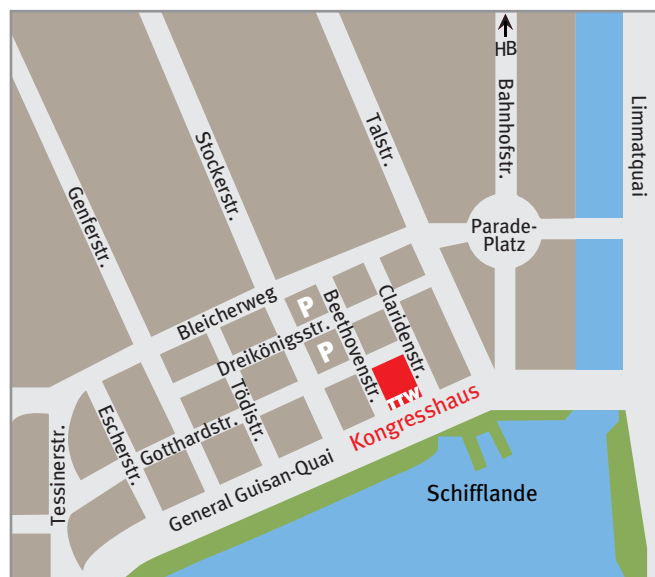 HB
Bahnhofstr.
Limmatquai
Talstr.
Stockerstr.
Genferstr.
Parade-
Platz
Bleicherweg
P
Beethovenstr.
Claridenstr.
Dreikönigsstr.
P
Tödistr.
TTW
Kongresshaus
Escherstr.
Gotthardstr.
Tessinerstr.
General Guisan-Quai
Schifflande